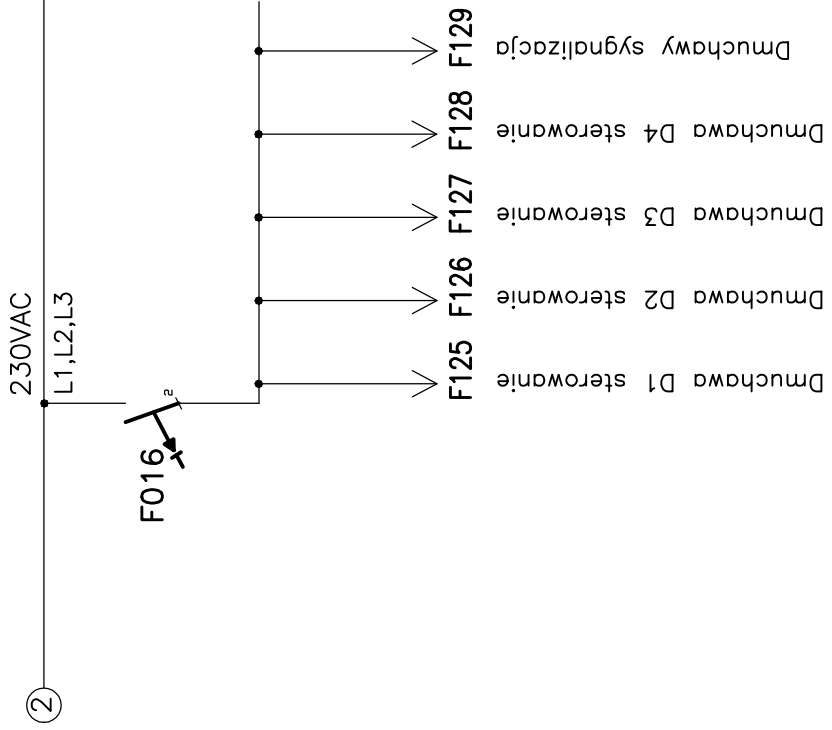 230VAC
L1,L2,L3
2
F016
2
F125 Dmuchawa D1 sterowanie
F126 Dmuchawa D2 sterowanie
F127 Dmuchawa D3 sterowanie
F128 Dmuchawa D4 sterowanie
F129 Dmuchawy sygnalizacja